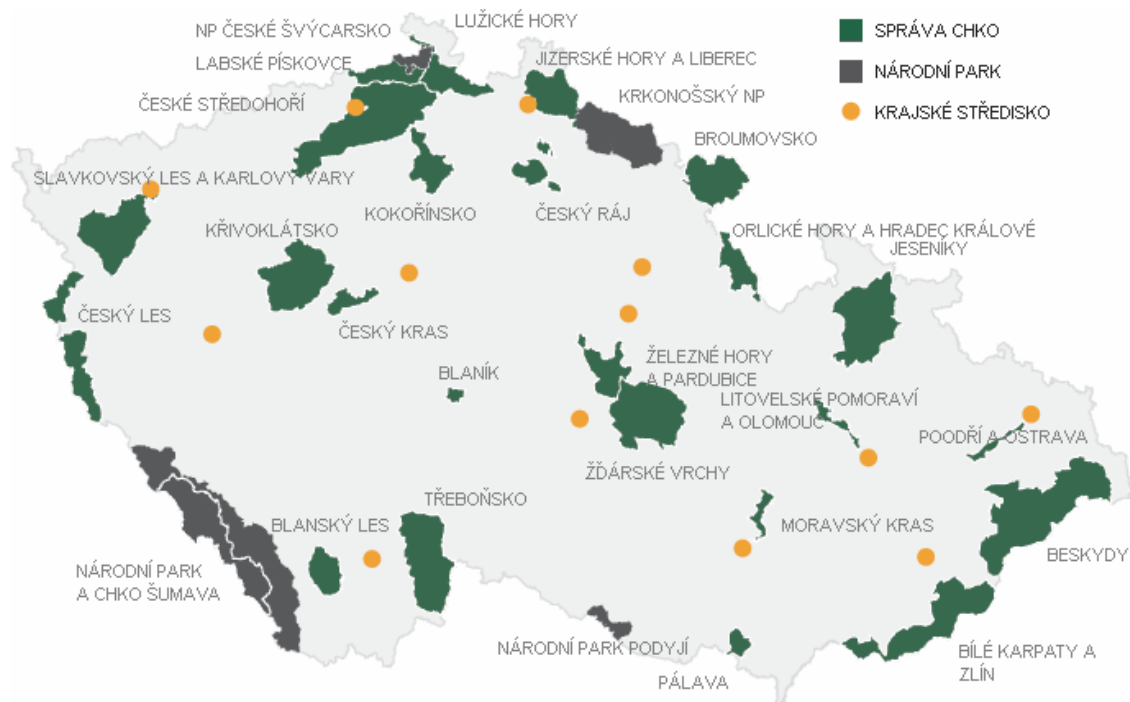 LUŽICKÉ HORY
NP ČESKÉ ŠVÝCARSKO
SPRÁVA CHKO
JIZERSKÉ HORY A LIBEREC
LABSKÉ PÍSKOVCE
NÁRODNÍ PARK
KRKONOŠSKÝ NP
ČESKÉ STŘEDOHOŘÍ
KRAJSKÉ STŘEDISKO
BROUMOVSKO
SLAVKOVSKÝ LES A KARLOVY VARY
KOKOŘÍNSKO
ČESKÝ RÁJ
KŘIVOKLÁTSKO
ORLICKÉ HORY A HRADEC KRÁLOVÉ
JESENÍKY
ČESKÝ LES
ČESKÝ KRAS
ŽELEZNÉ HORY
A PARDUBICE
BLANÍK
LITOVELSKÉ POMORAVÍ
A OLOMOUC
POODŘÍ A OSTRAVA
ŽĎÁRSKÉ VRCHY
TŘEBOŇSKO
BLANSKÝ LES
MORAVSKÝ KRAS
BESKYDY
NÁRODNÍ PARK
A CHKO ŠUMAVA
NÁRODNÍ PARK PODYJÍ
BÍLÉ KARPATY A
ZLÍN
PÁLAVA